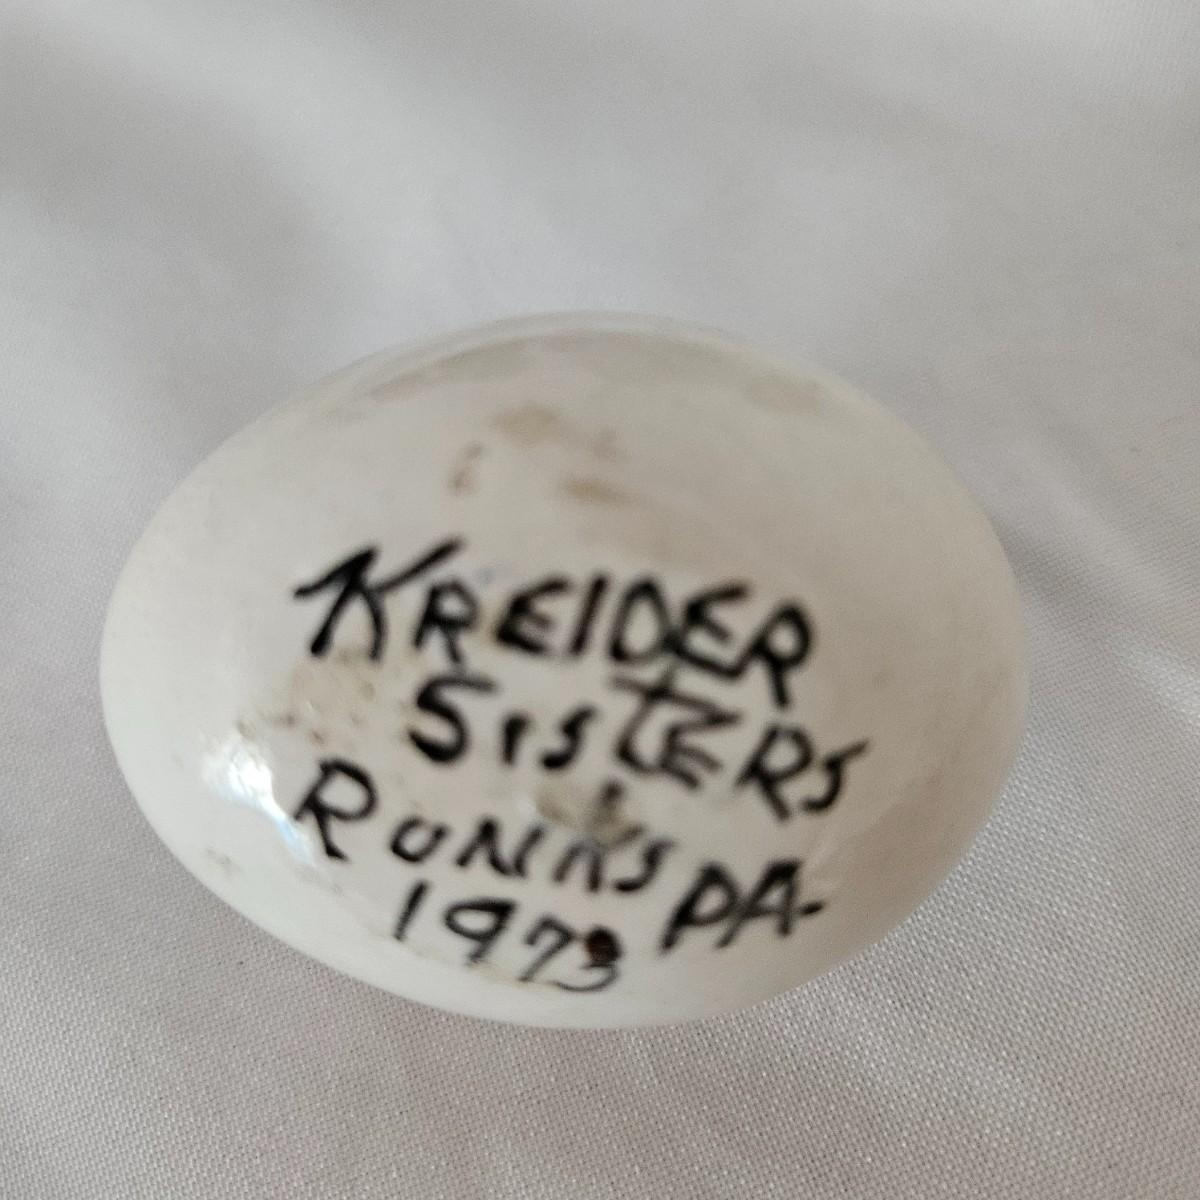 KREIDER
SISTERS
RONKS PA-
1973